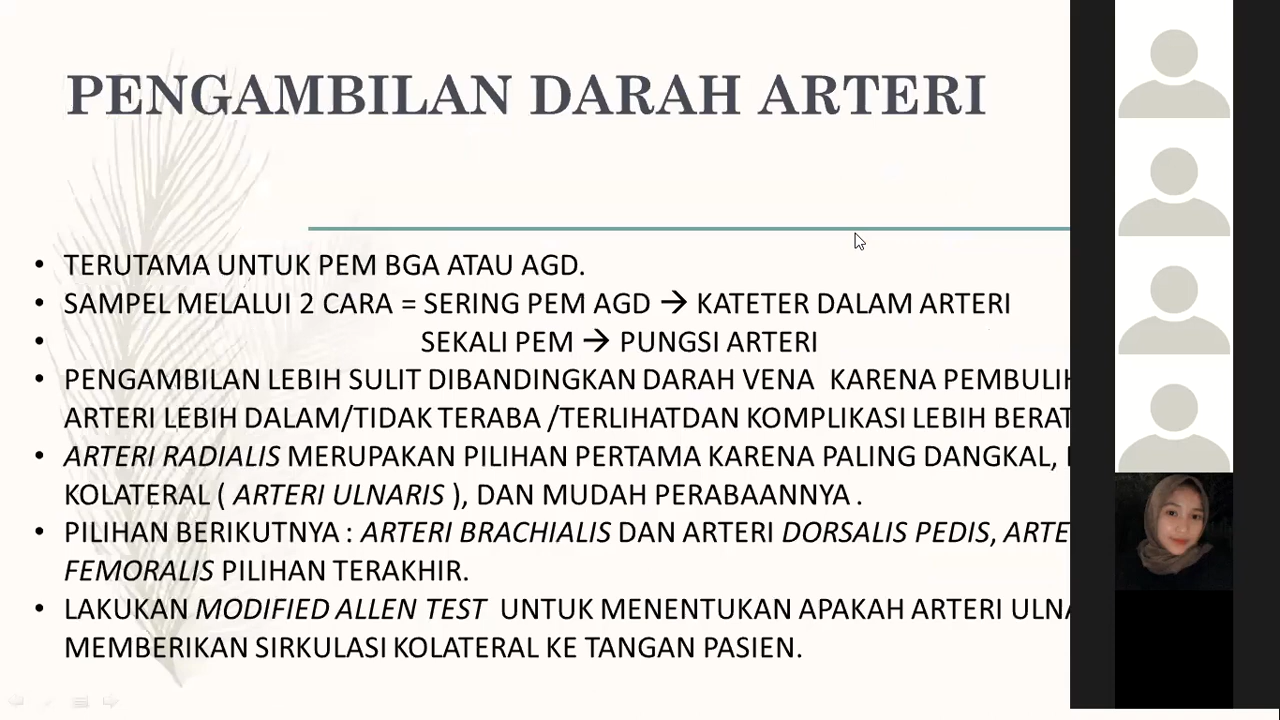 PENGAMBILAN DARAH ARTERI
• TERUTAMA UNTUK PEM BGA ATAU AGD.
• SAMPEL MELALUI 2 CARA = SERING PEM AGD → KATETER DALAM ARTERI
• SEKALI PEM → PUNGSI ARTERI
• PENGAMBILAN LEBIH SULIT DIBANDINGKAN DARAH VENA KARENA
ARTERI LEBIH DALAM/TIDAK TERABA /TERLIHATDAN KOMPLIKASI LEBIH BERAT
• ARTERI RADIALIS MERUPAKAN PILIHAN PERTAMA KARENA PALING DANGKAL,
KOLATERAL ( ARTERI ULNARIS ), DAN MUDAH PERABAANNYA .
• PILIHAN BERIKUTNYA : ARTERI BRACHIALIS DAN ARTERI DORSALIS PEDIS,
FEMORALIS PILIHAN TERAKHIR.
• LAKUKAN MODIFIED ALLEN TEST UNTUK MENENTUKAN APAKAH ARTERI
MEMBERIKAN SIRKULASI KOLATERAL KE TANGAN PASIEN.